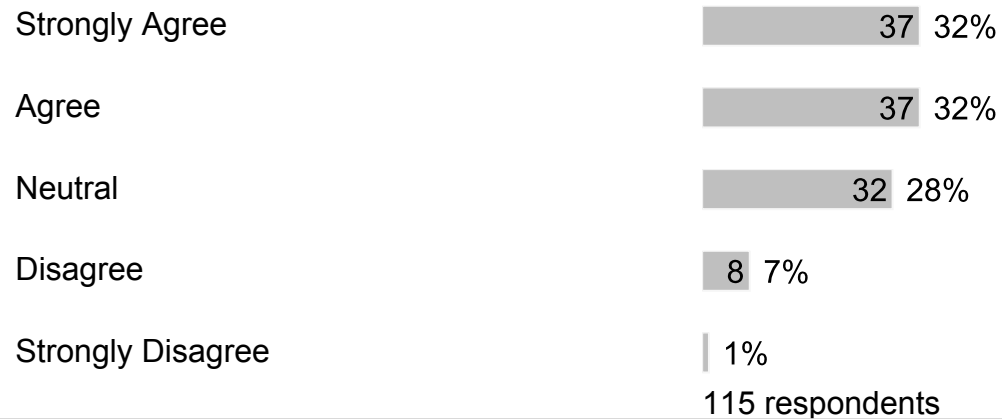 Strongly Agree 37 32%
Agree 37 32%
Neutral 32 28%
Disagree 8 7%
Strongly Disagree 1%
115 respondents